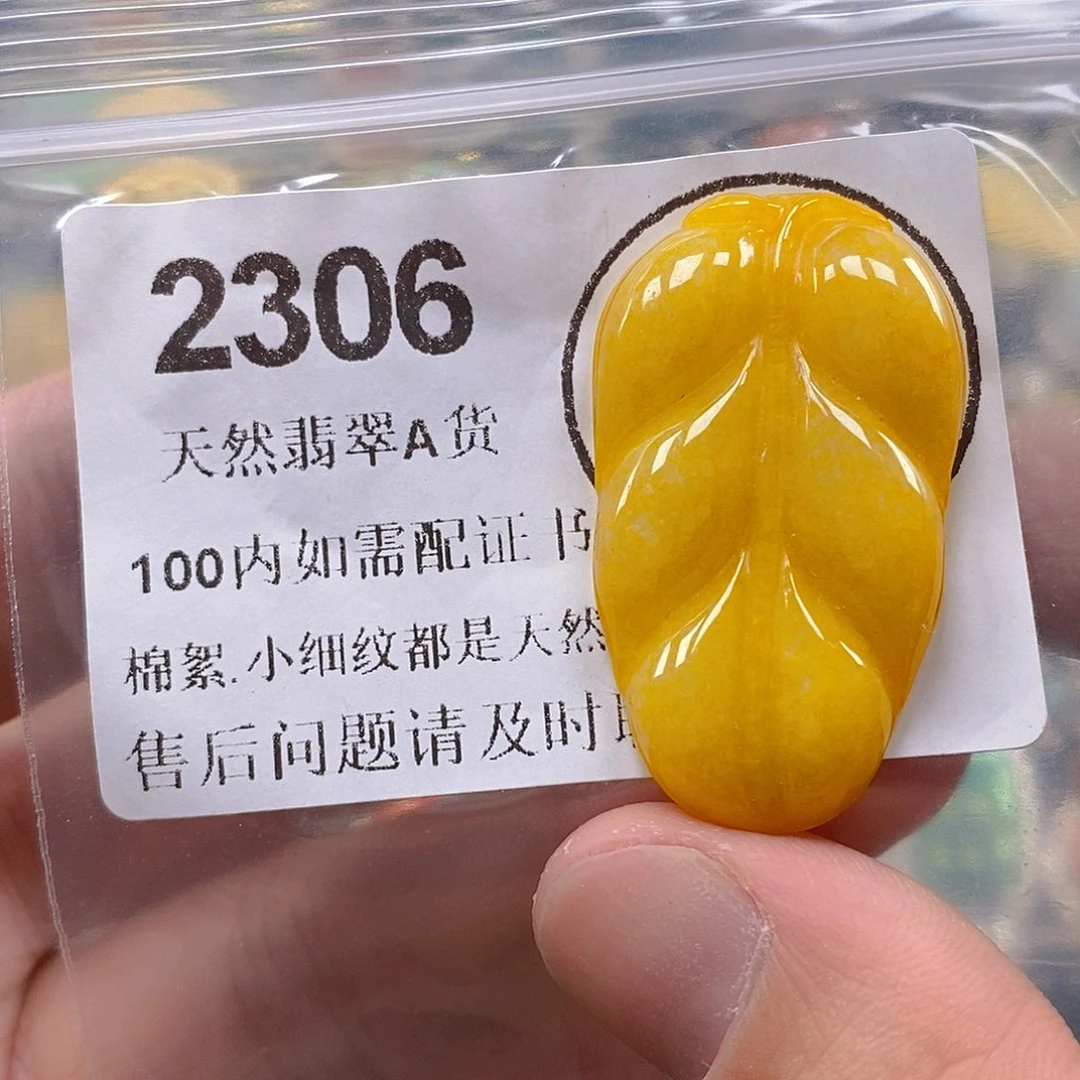 2306
天然翡翠A货
100内如需配证书
棉絮.小细纹都是天然
售后问题请及时